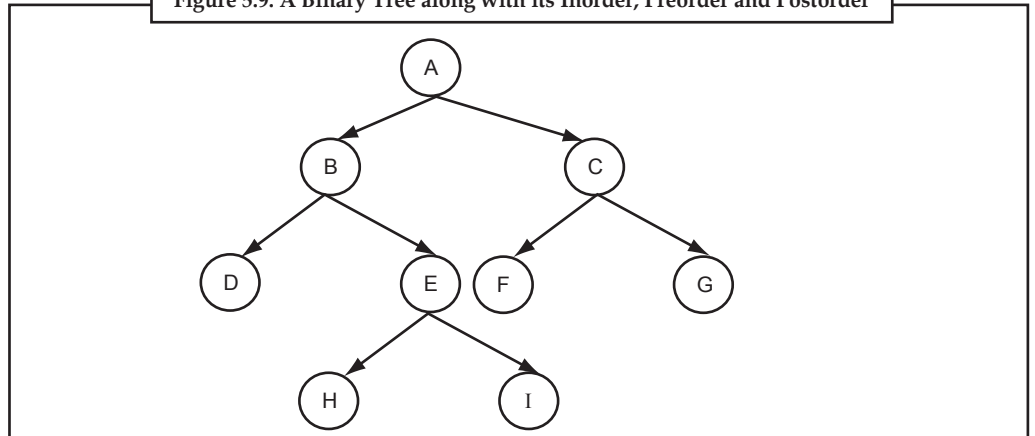 Figure 5.9: A Binary Tree along with its Inorder, Preorder and Postorder
A
B C
D E F G
H I